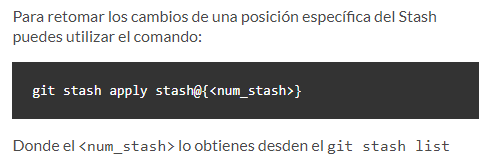 Para retomar los cambios de una posición específica del Stash
puedes utilizar el comando:
git stash apply stash@{<num_stash>}
Donde el <num_stash> lo obtienes desden el git stash list